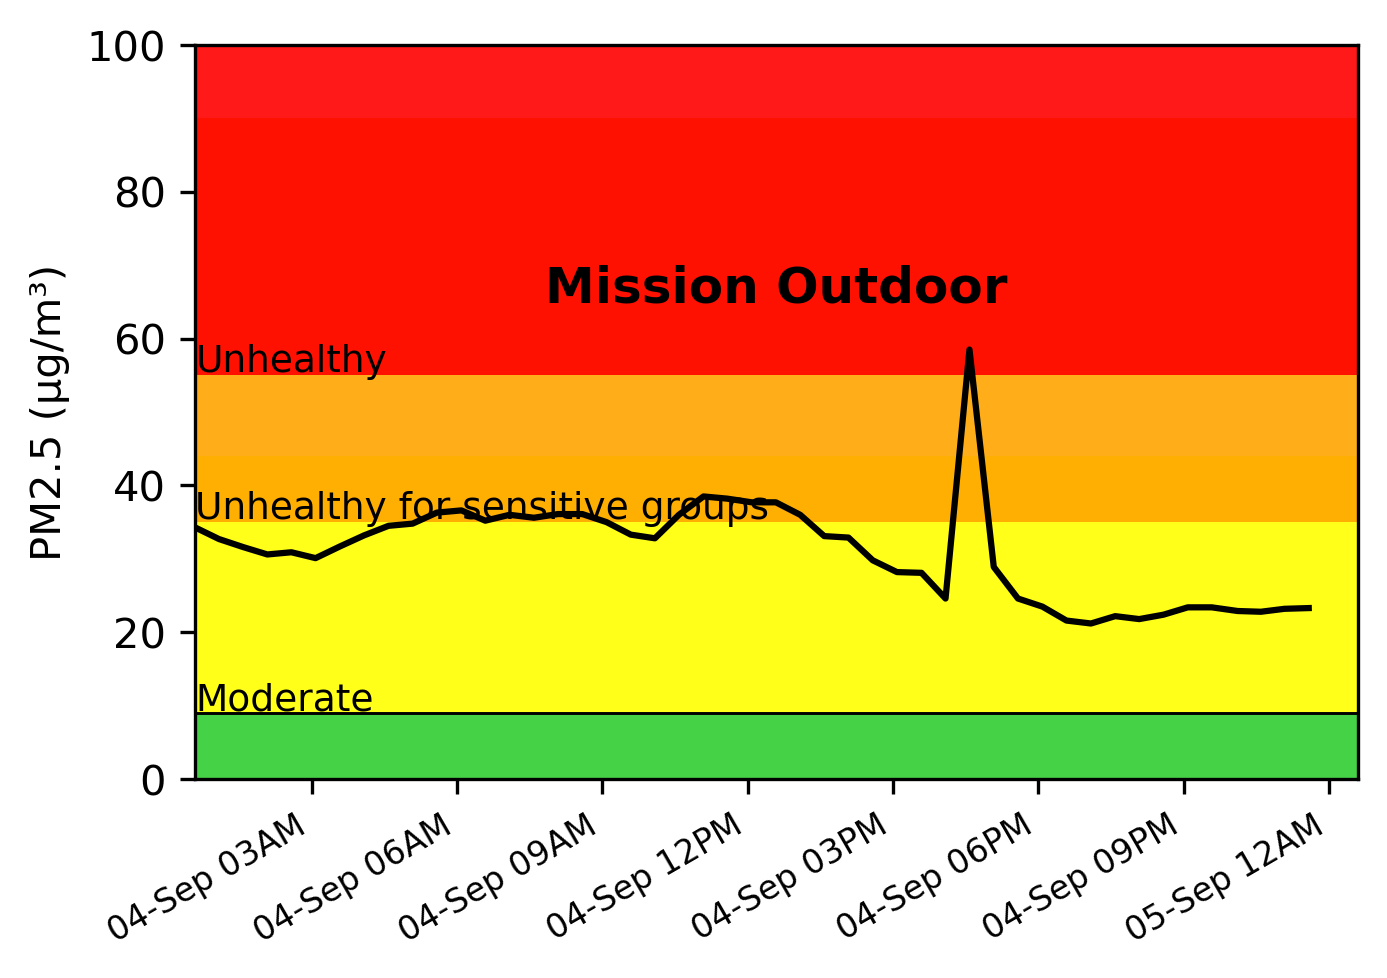 100
80
60
40
20
0
PM2.5 (µg/m³)
Mission Outdoor
Unhealthy
Unhealthy for sensitive groups
Moderate
04-Sep 03AM
04-Sep 06AM
04-Sep 09AM
04-Sep 12PM
04-Sep 03PM
04-Sep 06PM
04-Sep 09PM
05-Sep 12AM